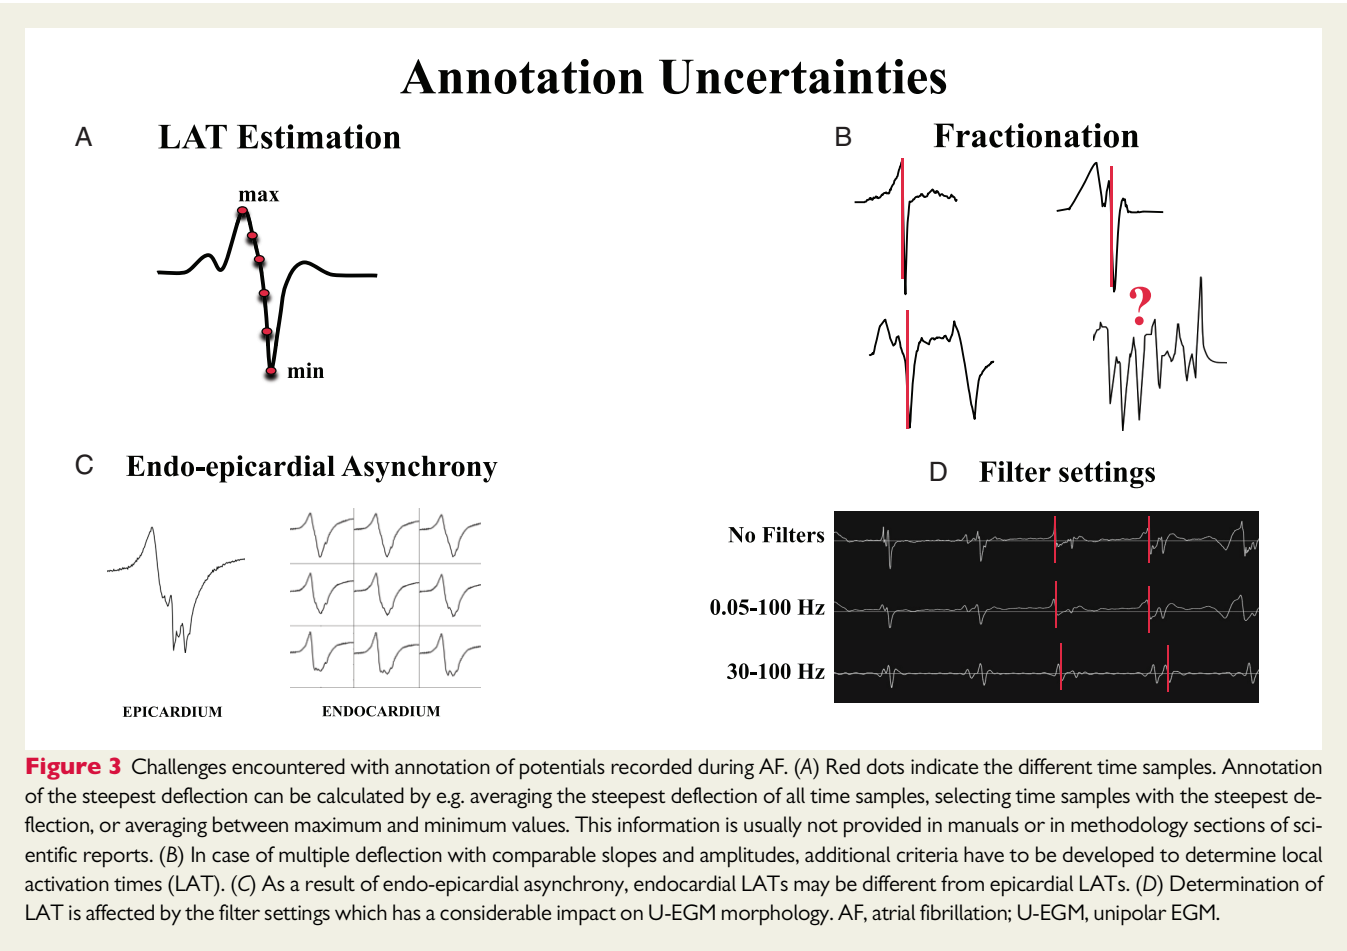 Annotation Uncertainties
A LAT Estimation
max
min
B Fractionation
?
C Endo-epicardial Asynchrony
EPICARDIUM
ENDOCARDIUM
D Filter settings
No Filters
0.05-100 Hz
30-100 Hz
Figure 3 Challenges encountered with annotation of potentials recorded during AF. (A) Red dots indicate the different time samples. Annotation
of the steepest deflection can be calculated by e.g. averaging the steepest deflection of all time samples, selecting time samples with the steepest de-
flection, or averaging between maximum and minimum values. This information is usually not provided in manuals or in methodology sections of sci-
entific reports. (B) In case of multiple deflection with comparable slopes and amplitudes, additional criteria have to be developed to determine local
activation times (LAT). (C) As a result of endo-epicardial asynchrony, endocardial LATs may be different from epicardial LATs. (D) Determination of
LAT is affected by the filter settings which has a considerable impact on U-EGM morphology. AF, atrial fibrillation; U-EGM, unipolar EGM.